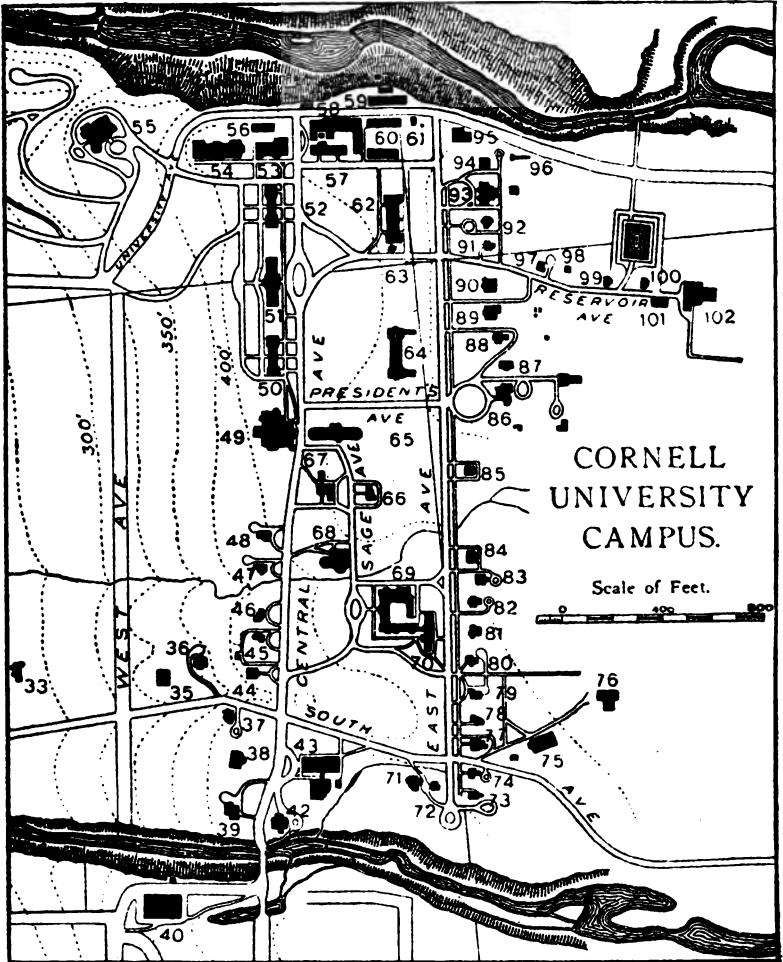 58 59
55 56 60 61 95
54 53 57 94 96
93
UNIVERSITY
52 62 92
91
63 97 98
90 99 100
RESERVOIR
AVE
101 102
350'
51
89
AVE
88
400'
64
87
50
PRESIDENTS
AVE
86
300'
49
65
CORNELL
UNIVERSITY
CAMPUS.
67
85
66
SAGE AVE
AVE
WEST AVE
48
68
84
Scale of Feet.
0 400 800
47
69
83
46
82
CENTRAL
81
45
36
70
80
33
35
44
79
76
37
SOUTH
78
EAST
77
38
43
75
71
74
AVE
39
42
72
73
40